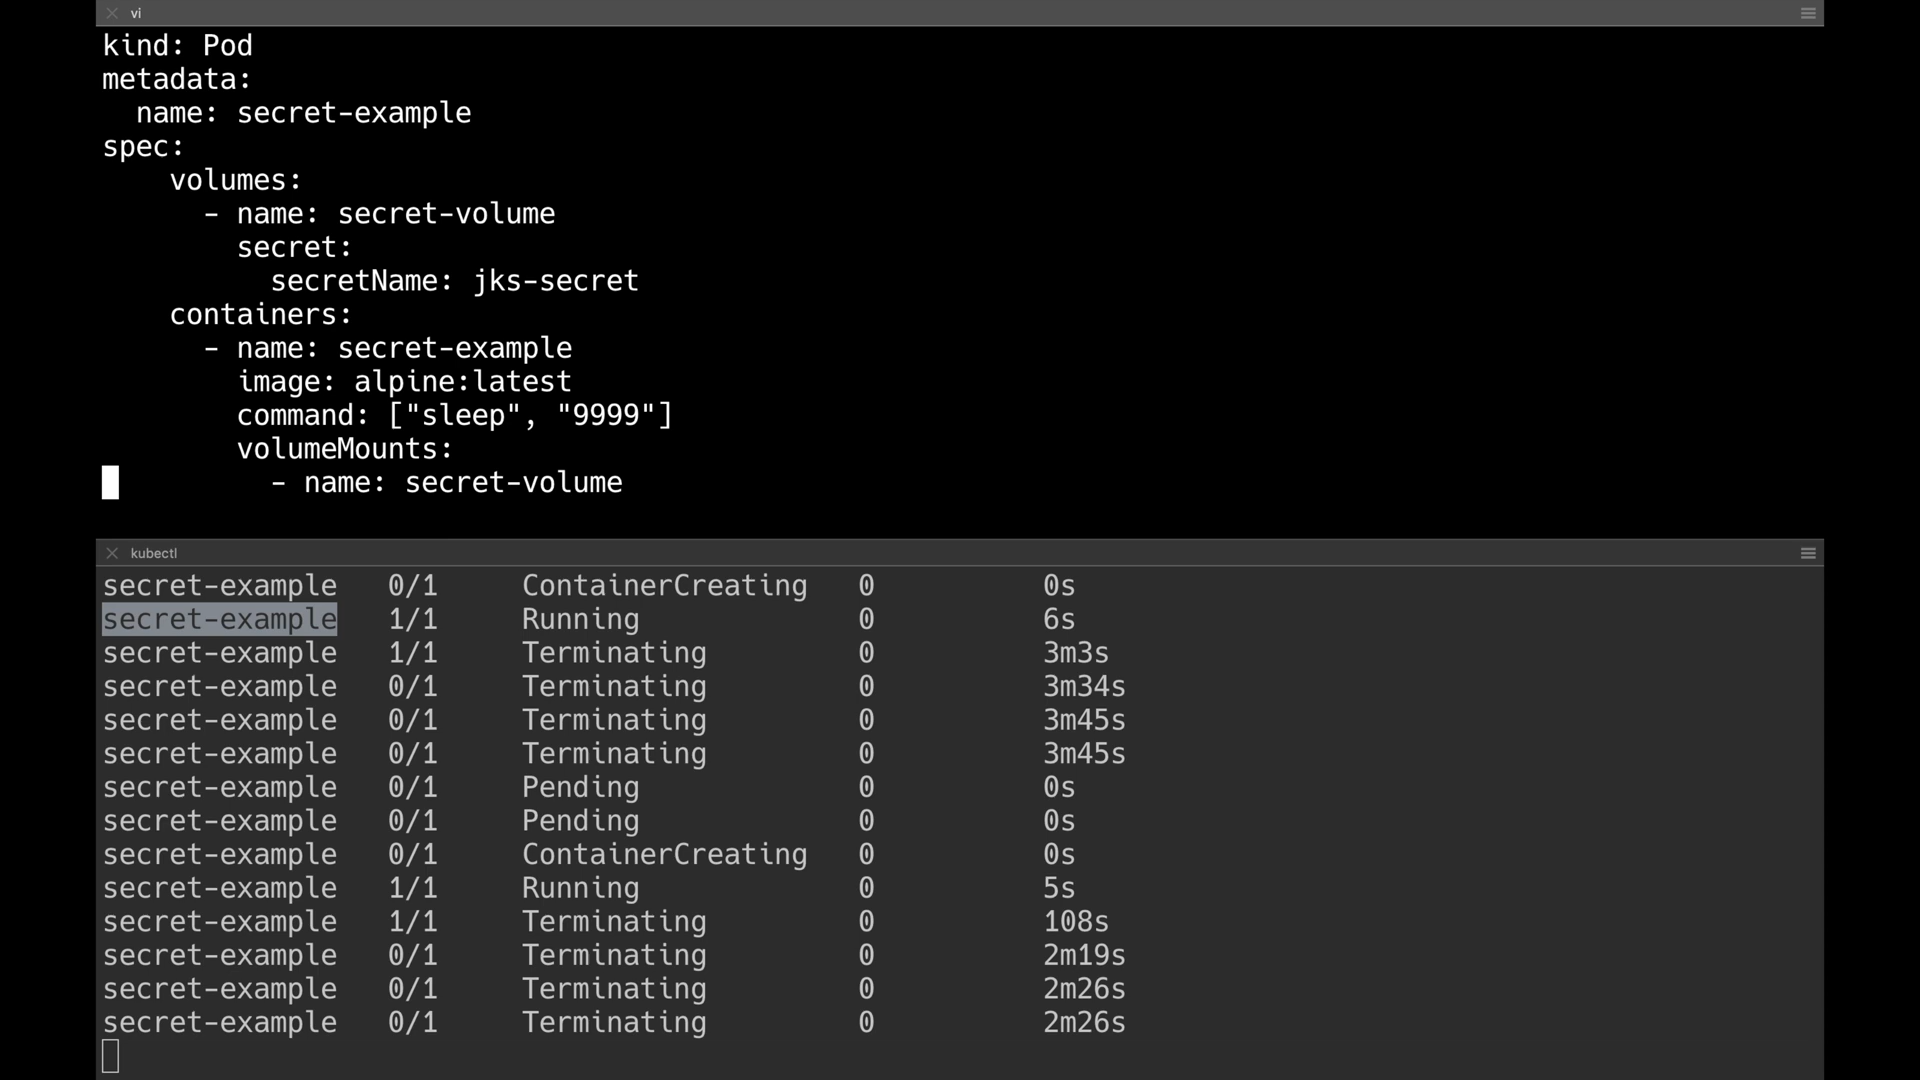 vi
kind: Pod
metadata:
  name: secret-example
spec:
    volumes:
      - name: secret-volume
        secret:
          secretName: jks-secret
    containers:
      - name: secret-example
        image: alpine:latest
        command: ["sleep", "9999"]
        volumeMounts:
          - name: secret-volume
kubectl
secret-example   0/1     ContainerCreating   0          0s
secret-example   1/1     Running             0          6s
secret-example   1/1     Terminating         0          3m3s
secret-example   0/1     Terminating         0          3m34s
secret-example   0/1     Terminating         0          3m45s
secret-example   0/1     Terminating         0          3m45s
secret-example   0/1     Pending             0          0s
secret-example   0/1     Pending             0          0s
secret-example   0/1     ContainerCreating   0          0s
secret-example   1/1     Running             0          5s
secret-example   1/1     Terminating         0          108s
secret-example   0/1     Terminating         0          2m19s
secret-example   0/1     Terminating         0          2m26s
secret-example   0/1     Terminating         0          2m26s